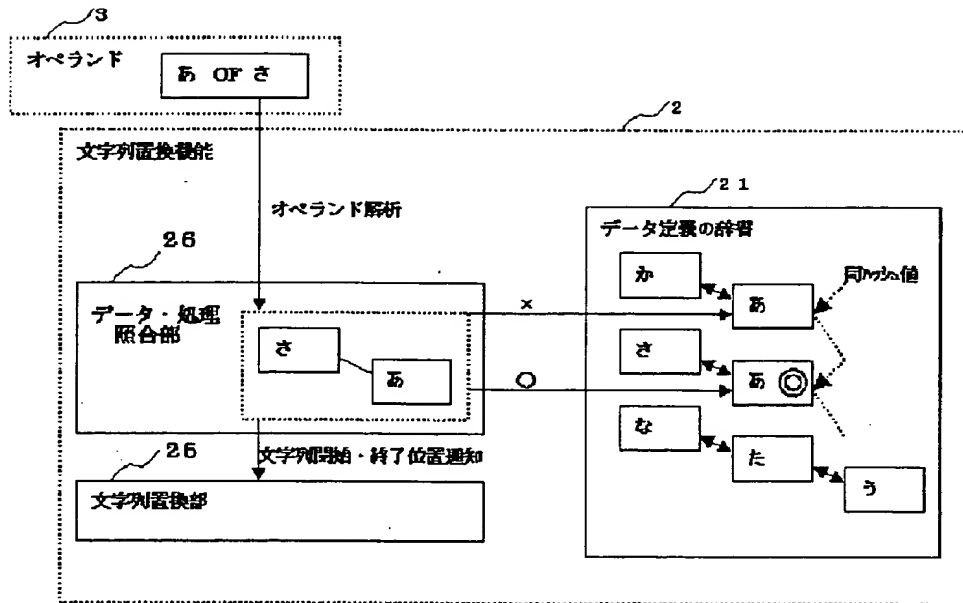 3
オペランド
あ OF さ
2
文字列置換機能
オペランド解析
21
データ定義の辞書
か
あ
同ハッシュ値
さ
あ ◎
な
た
う
26
データ・処理
照合部
さ
あ
×
○
文字列開始・終了位置通知
26
文字列置換部